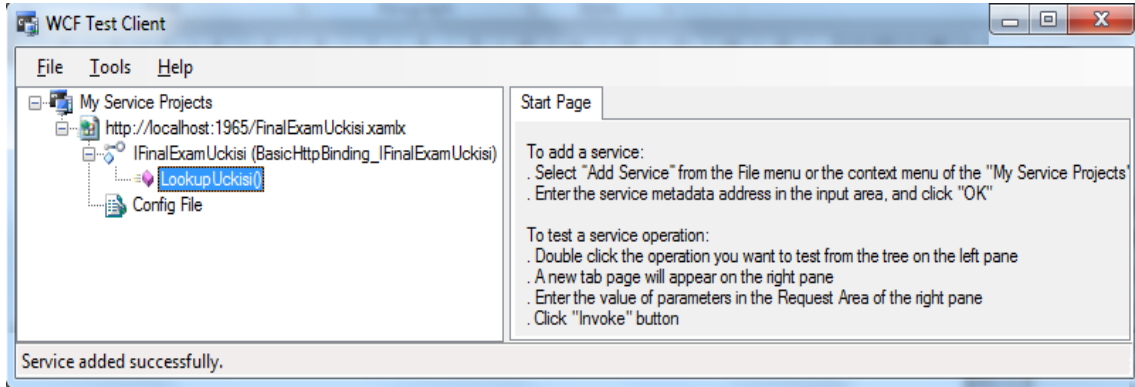 WCF Test Client
File Tools Help
My Service Projects
http://localhost:1965/FinalExamUckisi.xamlx
IFinalExamUckisi (BasicHttpBinding_IFinalExamUckisi)
LookupUckisi()
Config File
Start Page
To add a service:
. Select "Add Service" from the File menu or the context menu of the "My Service Projects"
. Enter the service metadata address in the input area, and click "OK"
To test a service operation:
. Double click the operation you want to test from the tree on the left pane
. A new tab page will appear on the right pane
. Enter the value of parameters in the Request Area of the right pane
. Click "Invoke" button
Service added successfully.